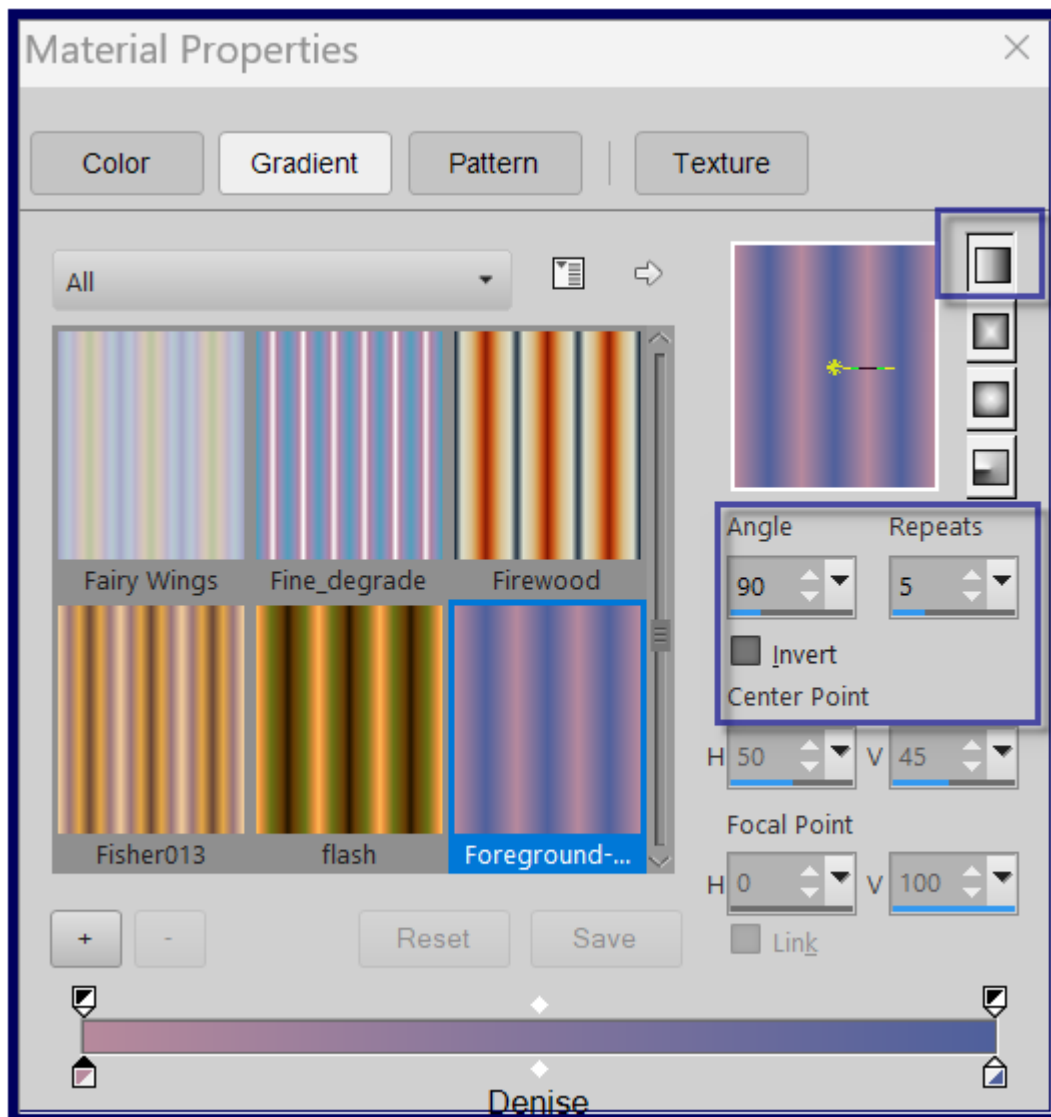 Material Properties
Color Gradient Pattern Texture
All
Fairy Wings Fine_degrade Firewood
Fisher013 flash Foreground-...
Angle Repeats
90 5
Invert
Center Point
H 50 V 45
Focal Point
H 0 V 100
Link
+ - Reset Save
Denise